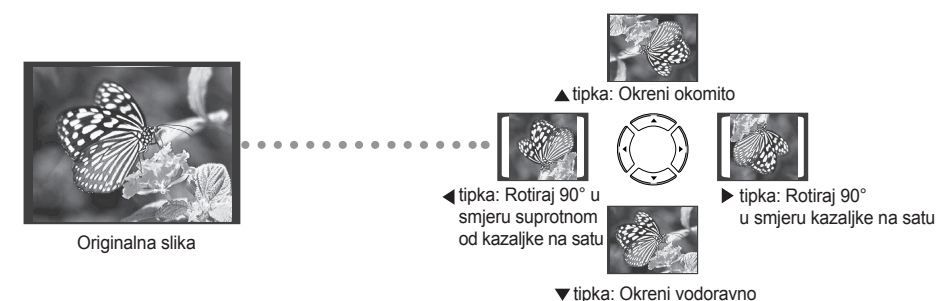 ▲ tipka: Okreni okomito
◀ tipka: Rotiraj 90° u
smjeru suprotnom
od kazaljke na satu
▶ tipka: Rotiraj 90°
u smjeru kazaljke na satu
Originalna slika
▼ tipka: Okreni vodoravno